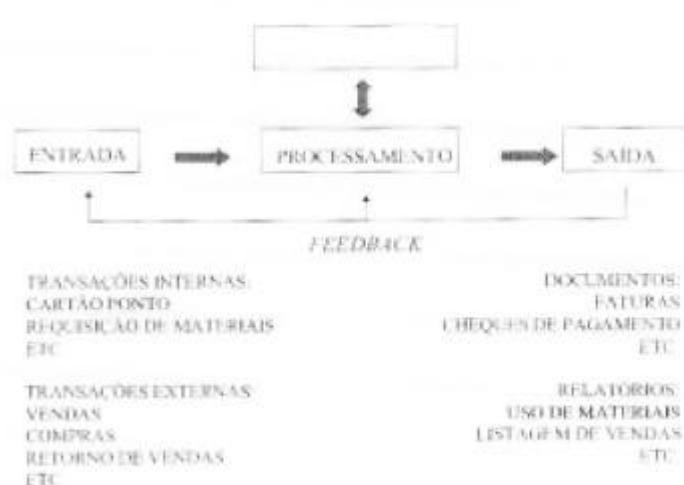 ENTRADA
PROCESSAMENTO
SAÍDA
FEEDBACK
TRANSAÇÕES INTERNAS:
CARTÃO PONTO
REQUISIÇÃO DE MATERIAIS
ETC
TRANSAÇÕES EXTERNAS:
VENDAS
COMPRAS
RETORNO DE VENDAS
ETC
DOCUMENTOS:
FATURAS
CHEQUES DE PAGAMENTO
ETC
RELATÓRIOS:
USO DE MATERIAIS
LISTAGEM DE VENDAS
ETC